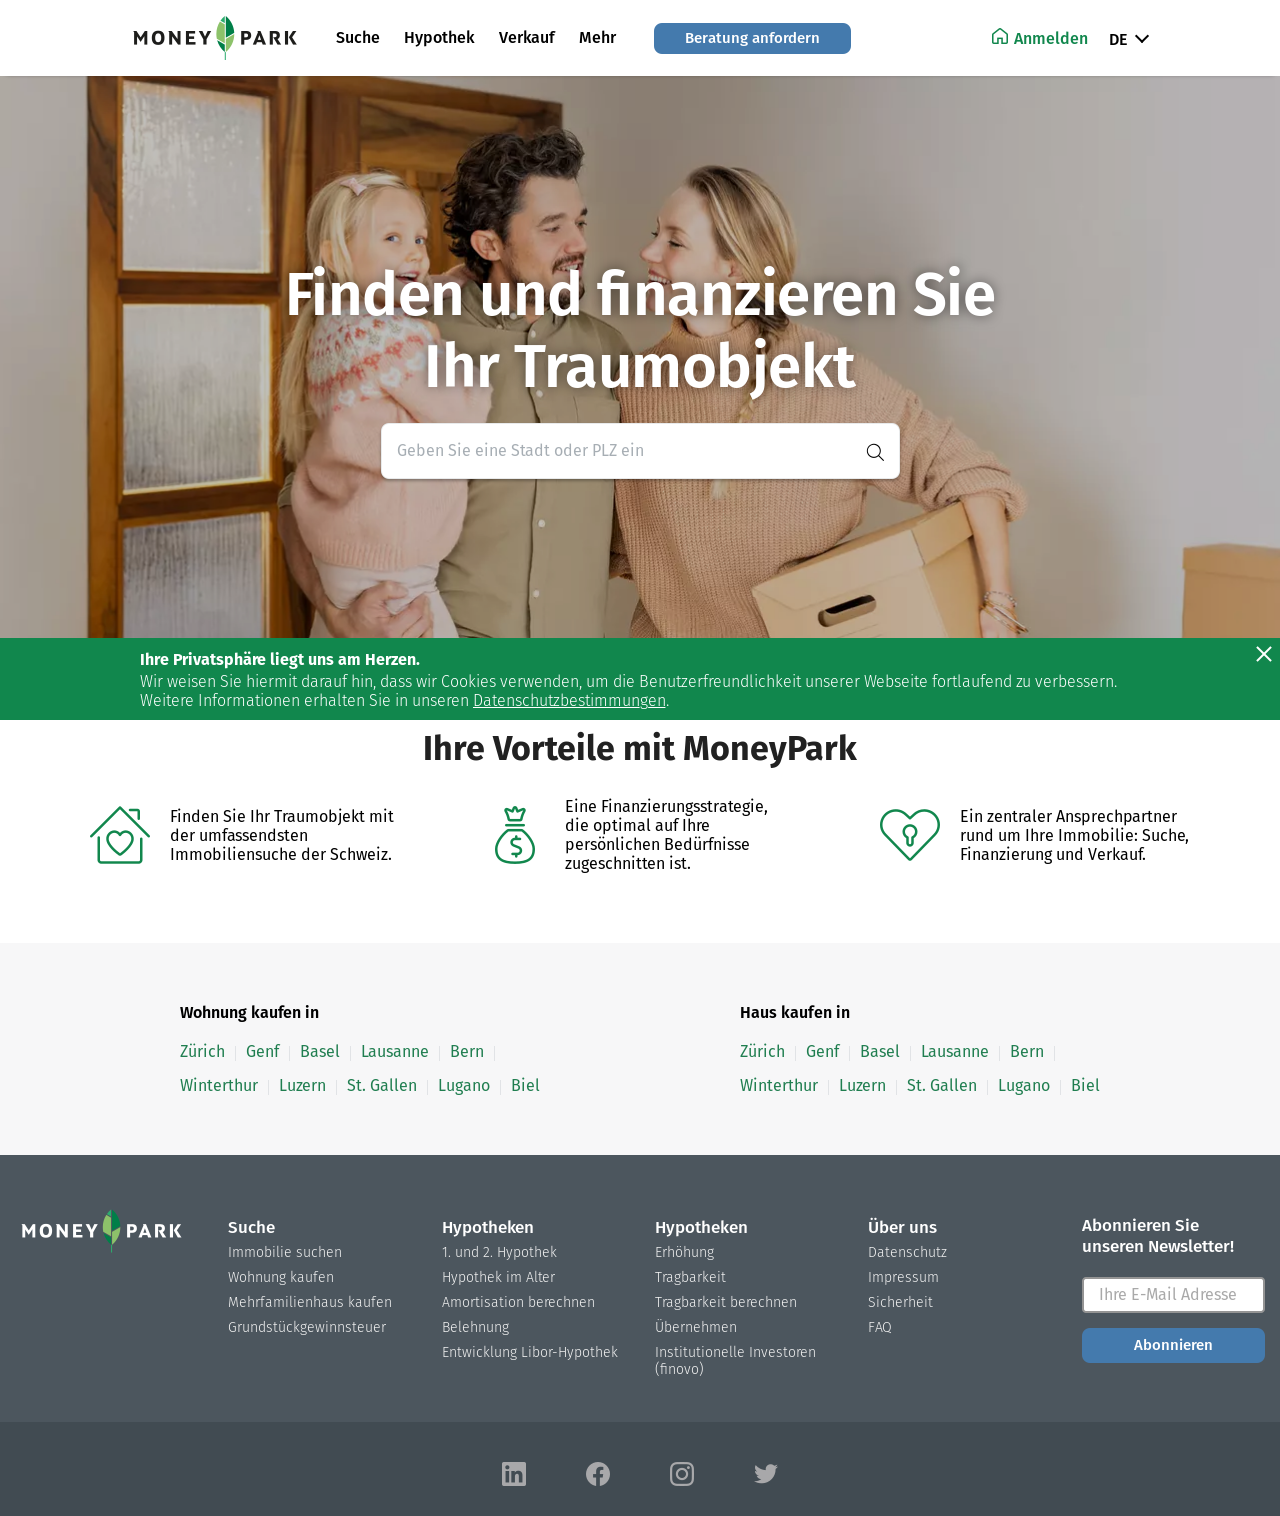 MONEY PARK
Suche
Hypothek
Verkauf
Mehr
Beratung anfordern
Anmelden
DE
Finden und finanzieren Sie
Ihr Traumobjekt
Geben Sie eine Stadt oder PLZ ein
Ihre Privatsphäre liegt uns am Herzen.
Wir weisen Sie hiermit darauf hin, dass wir Cookies verwenden, um die Benutzerfreundlichkeit unserer Webseite fortlaufend zu verbessern.
Weitere Informationen erhalten Sie in unseren Datenschutzbestimmungen.
Ihre Vorteile mit MoneyPark
Finden Sie Ihr Traumobjekt mit
der umfassendsten
Immobiliensuche der Schweiz.
Eine Finanzierungsstrategie,
die optimal auf Ihre
persönlichen Bedürfnisse
zugeschnitten ist.
Ein zentraler Ansprechpartner
rund um Ihre Immobilie: Suche,
Finanzierung und Verkauf.
Wohnung kaufen in
Zürich Genf Basel Lausanne Bern
Winterthur Luzern St. Gallen Lugano Biel
Haus kaufen in
Zürich Genf Basel Lausanne Bern
Winterthur Luzern St. Gallen Lugano Biel
MONEY PARK
Suche
Immobilie suchen
Wohnung kaufen
Mehrfamilienhaus kaufen
Grundstückgewinnsteuer
Hypotheken
1. und 2. Hypothek
Hypothek im Alter
Amortisation berechnen
Belehnung
Entwicklung Libor-Hypothek
Hypotheken
Erhöhung
Tragbarkeit
Tragbarkeit berechnen
Übernehmen
Institutionelle Investoren
(finovo)
Über uns
Datenschutz
Impressum
Sicherheit
FAQ
Abonnieren Sie
unseren Newsletter!
Ihre E-Mail Adresse
Abonnieren